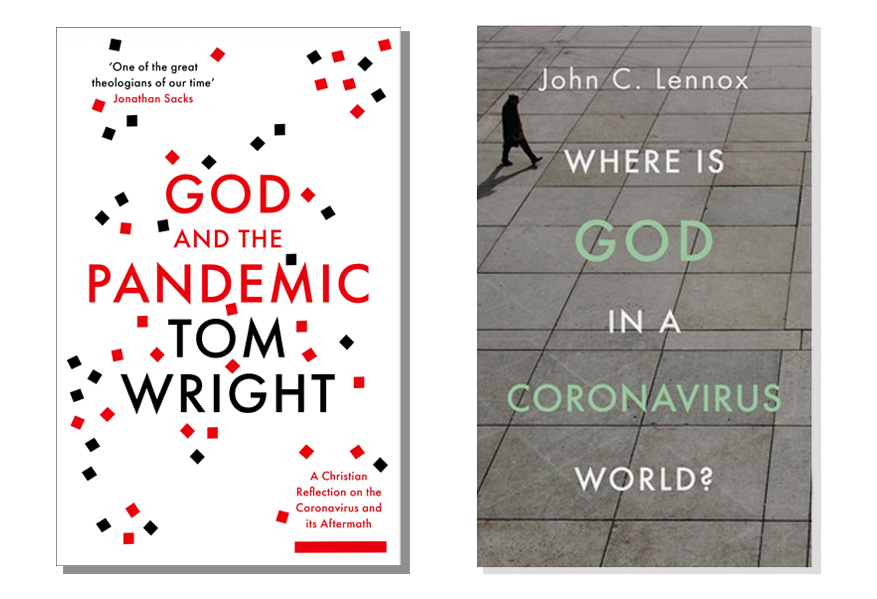 ‘One of the great
theologians of our time’
Jonathan Sacks
GOD
AND THE
PANDEMIC
TOM
WRIGHT
A Christian
Reflection on the
Coronavirus and
its Aftermath
John C. Lennox
WHERE IS
GOD
IN A
CORONAVIRUS
WORLD?